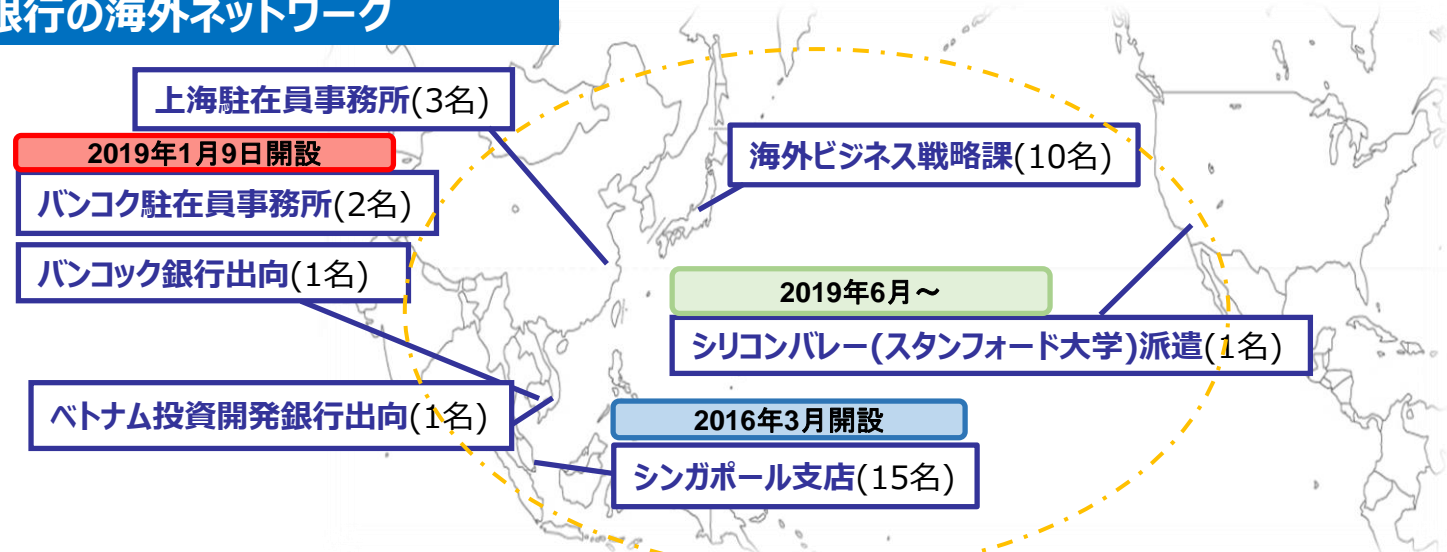 銀行の海外ネットワーク
上海駐在員事務所(3名)
2019年1月9日開設
バンコク駐在員事務所(2名)
バンコック銀行出向(1名)
ベトナム投資開発銀行出向(1名)
海外ビジネス戦略課(10名)
2019年6月～
シリコンバレー(スタンフォード大学)派遣(1名)
2016年3月開設
シンガポール支店(15名)